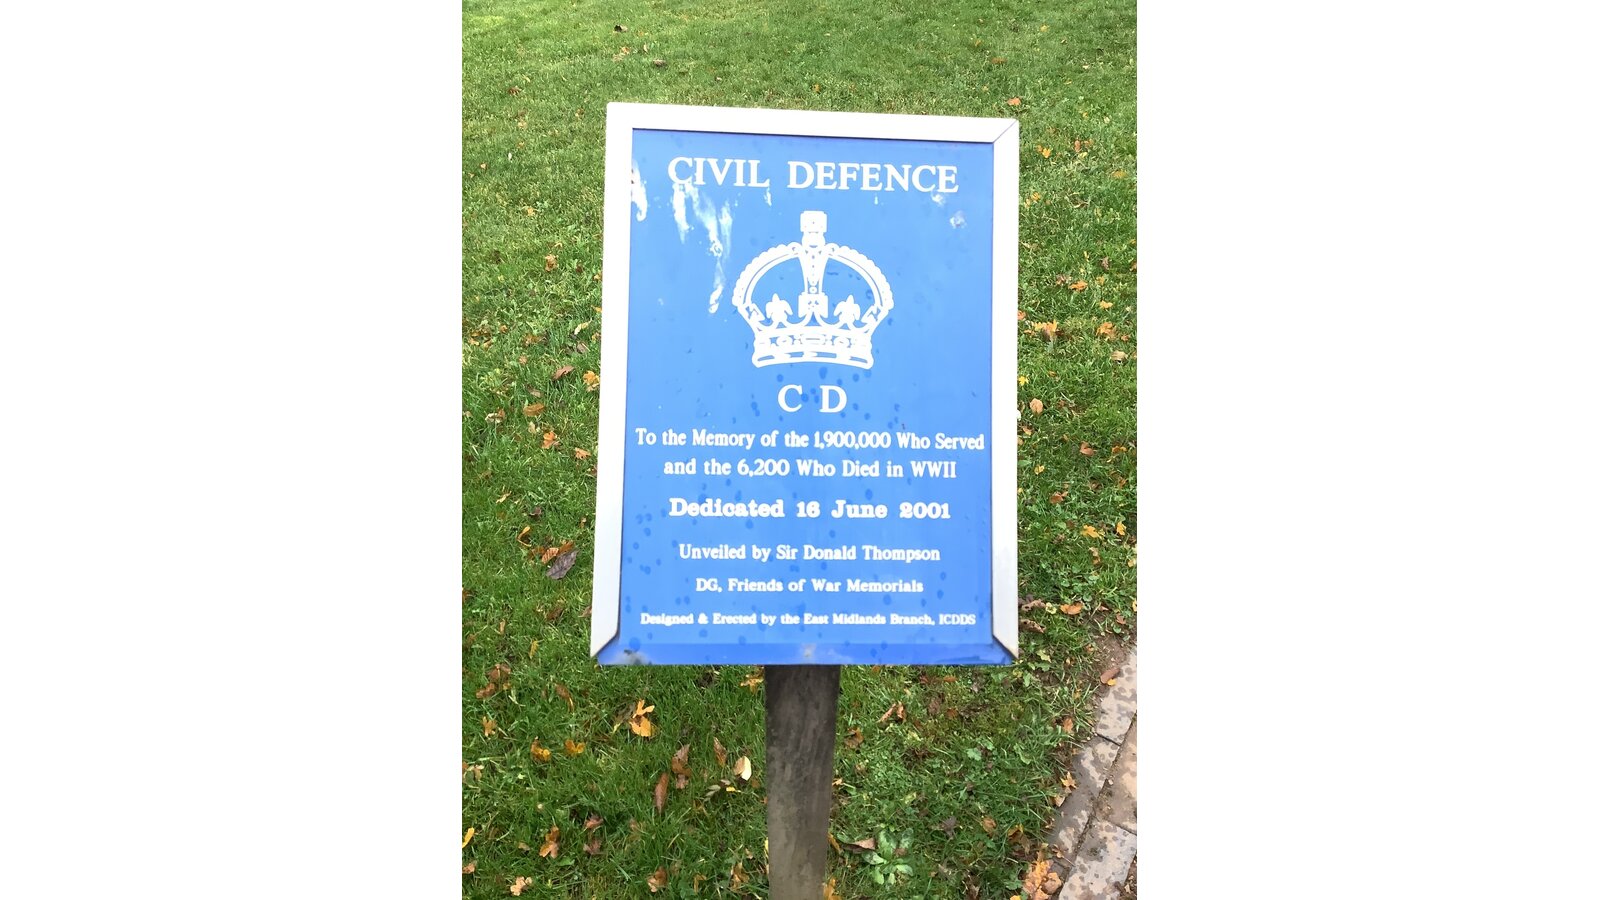 CIVIL DEFENCE
C D
To the Memory of the 1,900,000 Who Served
and the 6,200 Who Died in WWII
Dedicated 16 June 2001
Unveiled by Sir Donald Thompson
DG, Friends of War Memorials
Designed & Erected by the East Midlands Branch, ICDDS